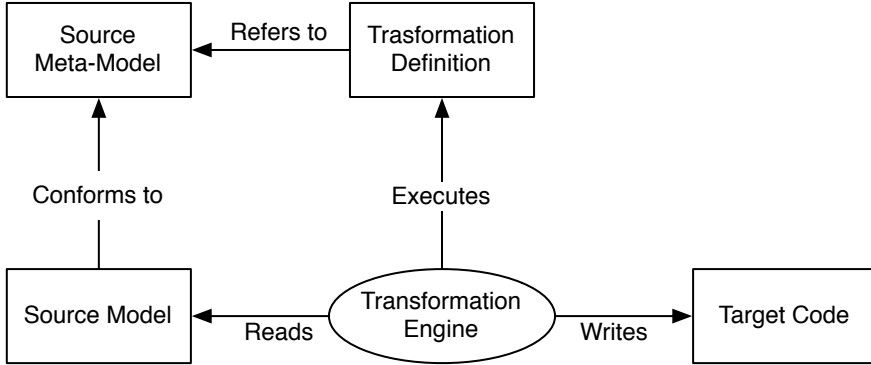 Source
Meta-Model
Refers to
Trasformation
Definition
Conforms to
Executes
Source Model
Reads
Transformation
Engine
Writes
Target Code